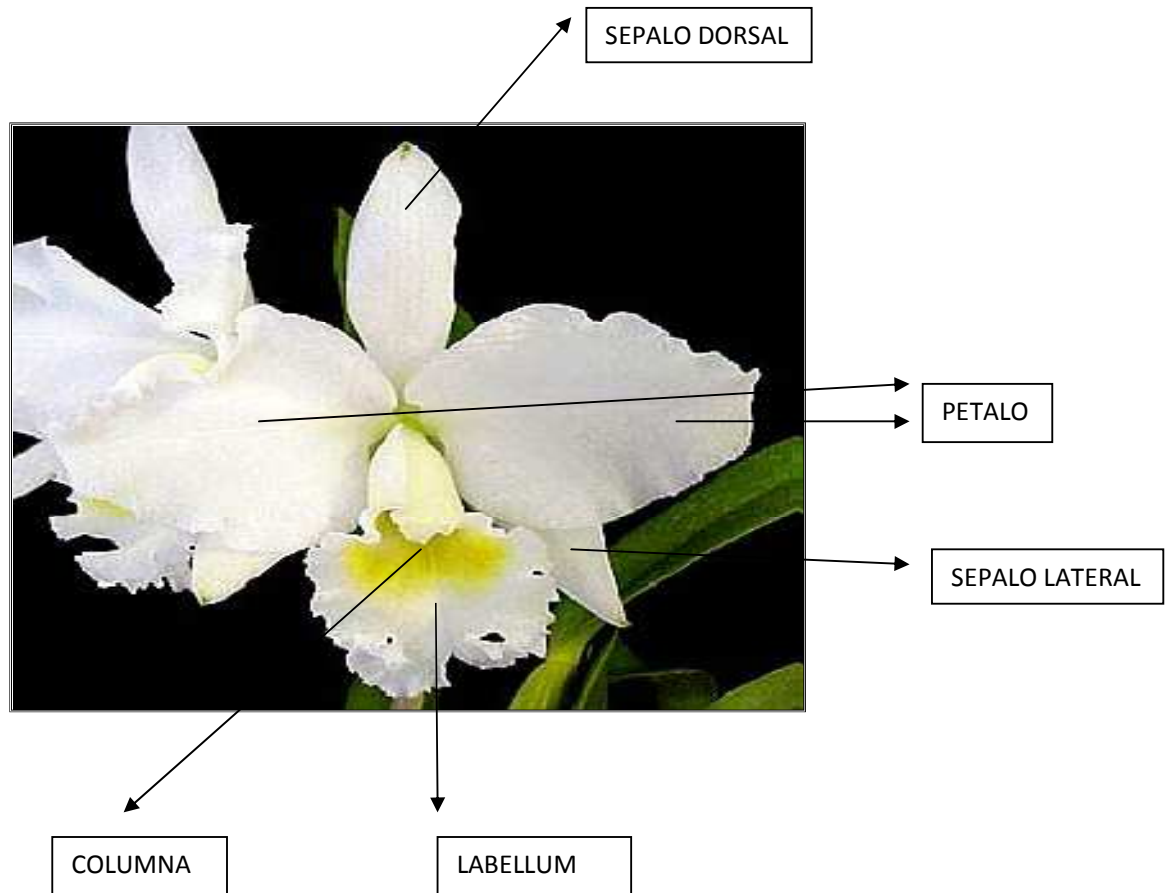 SEPALO DORSAL
PETALO
SEPALO LATERAL
COLUMNA
LABELLUM